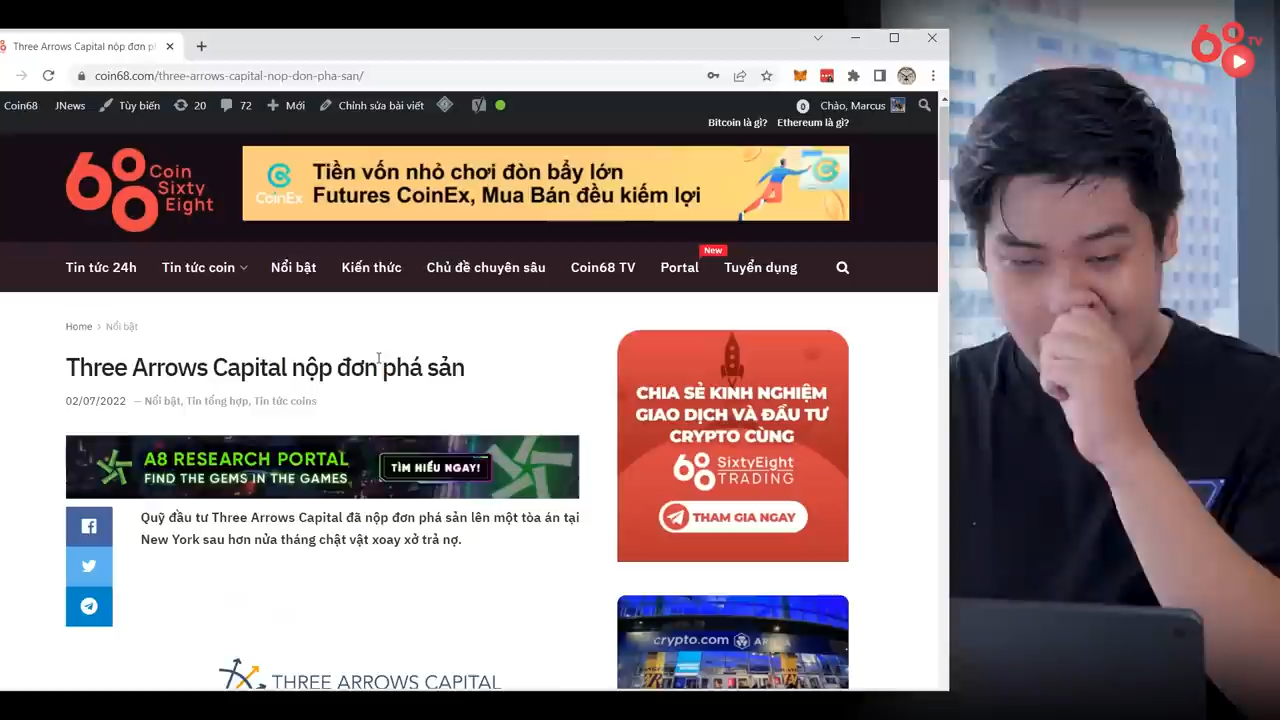 Three Arrows Capital nộp đơn p
coin68.com/three-arrows-capital-nop-don-pha-san/
Coin68 JNews Tùy biến 20 72 Mới Chỉnh sửa bài viết 0 Chào, Marcus
Bitcoin là gì? Ethereum là gì?
68 Coin
Sixty
Eight
CoinEx
Tiền vốn nhỏ chơi đòn bẩy lớn
Futures CoinEx, Mua Bán đều kiếm lợi
New
Tin tức 24h Tin tức coin Nổi bật Kiến thức Chủ đề chuyên sâu Coin68 TV Portal Tuyển dụng
Home > Nổi bật
Three Arrows Capital nộp đơn phá sản
02/07/2022 — Nổi bật, Tin tổng hợp, Tin tức coins
A8 RESEARCH PORTAL
FIND THE GEMS IN THE GAMES
TÌM HIỂU NGAY!
Quỹ đầu tư Three Arrows Capital đã nộp đơn phá sản lên một tòa án tại
New York sau hơn nửa tháng chật vật xoay xở trả nợ.
THREE ARROWS CAPITAL
CHIA SẺ KINH NGHIỆM
GIAO DỊCH VÀ ĐẦU TƯ
CRYPTO CÙNG
68 SixtyEight
TRADING
THAM GIA NGAY
crypto.com
68 TV